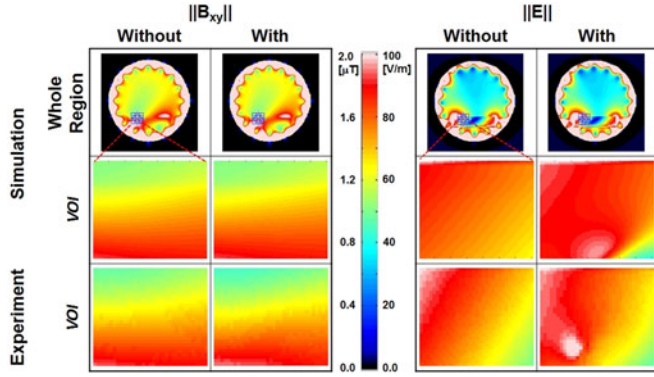 ||Bxy|| ||E||
Without With Without With
2.0 100
[μT] [V/m]
Simulation
Whole Region
1.6 80
VOI
1.2 60
0.8 40
Experiment
VOI
0.4 20
0.0 0.0